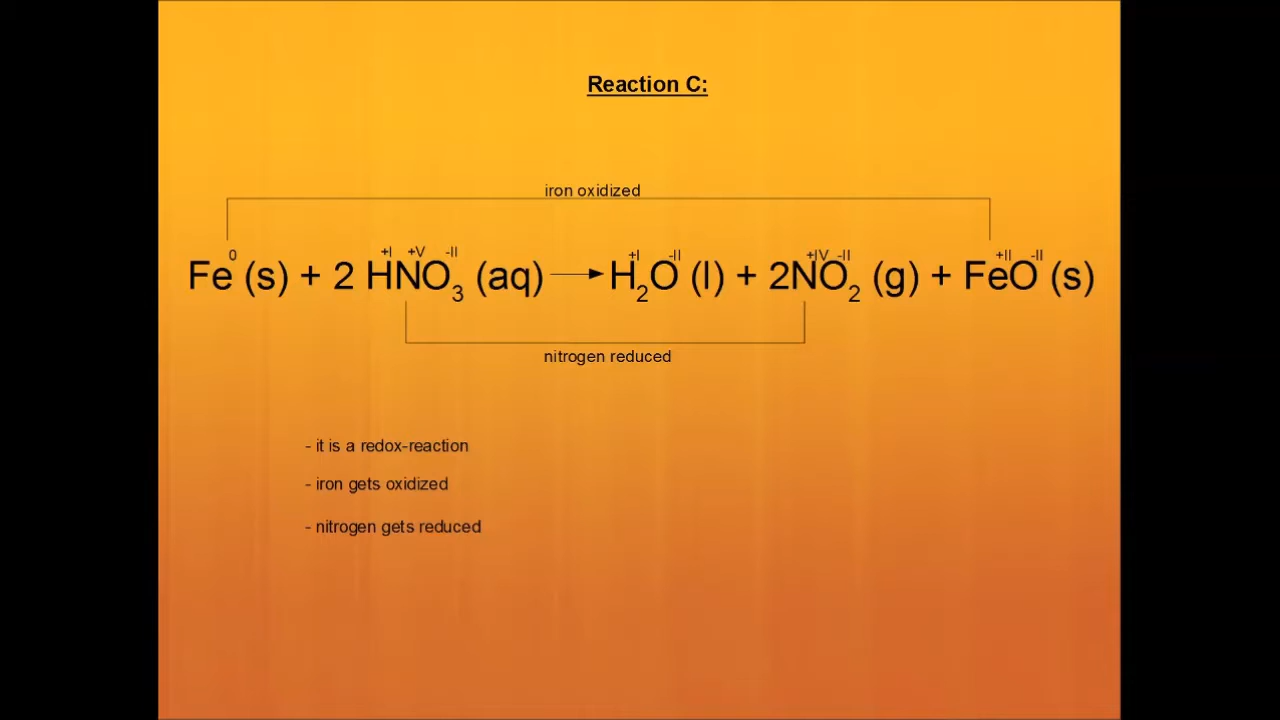 Reaction C:
iron oxidized
0 +I +V -II +I -II +IV -II +II -II
Fe (s) + 2 HNO3 (aq) → H2O (l) + 2NO2 (g) + FeO (s)
nitrogen reduced
- it is a redox-reaction
- iron gets oxidized
- nitrogen gets reduced